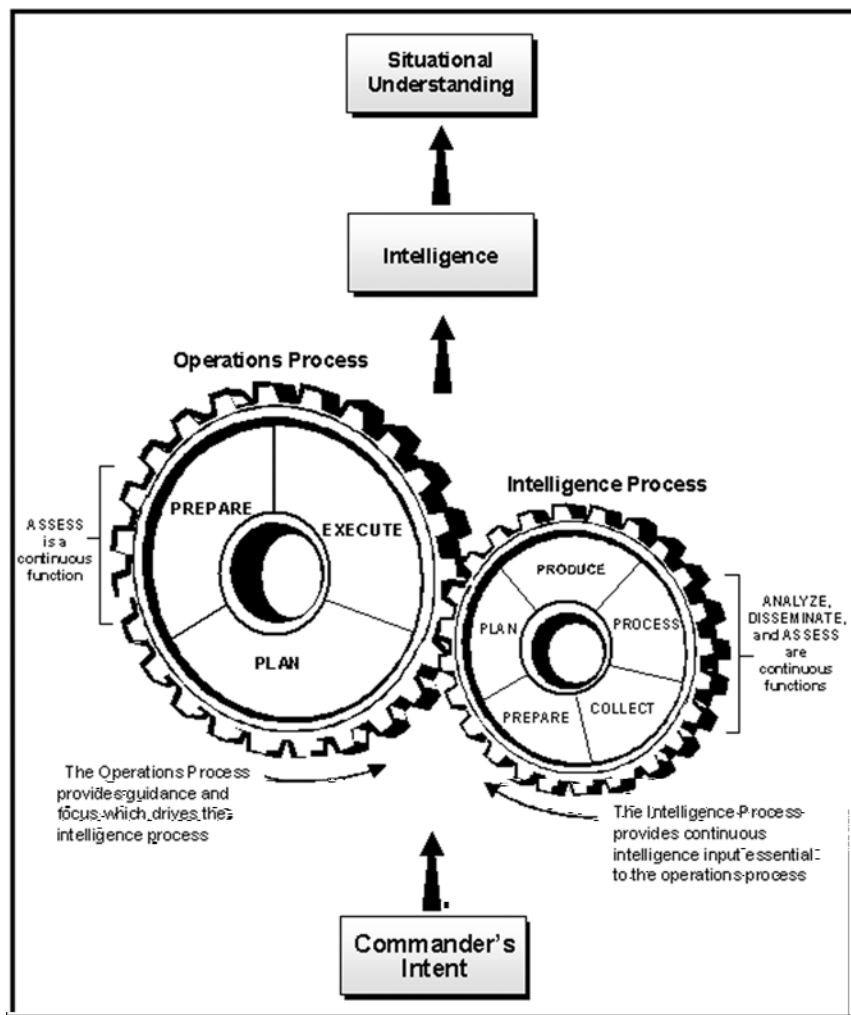 Situational
Understanding
Intelligence
Operations Process
PREPARE
EXECUTE
PLAN
ASSESS
is a
continuous
function
Intelligence Process
PRODUCE
PLAN
PROCESS
PREPARE
COLLECT
ANALYZE,
DISSEMINATE,
and ASSESS
are
continuous
functions
The Operations Process
provides guidance and
focus which drives the
intelligence process
The Intelligence Process
provides continuous
intelligence input essential
to the operations process
Commander's
Intent